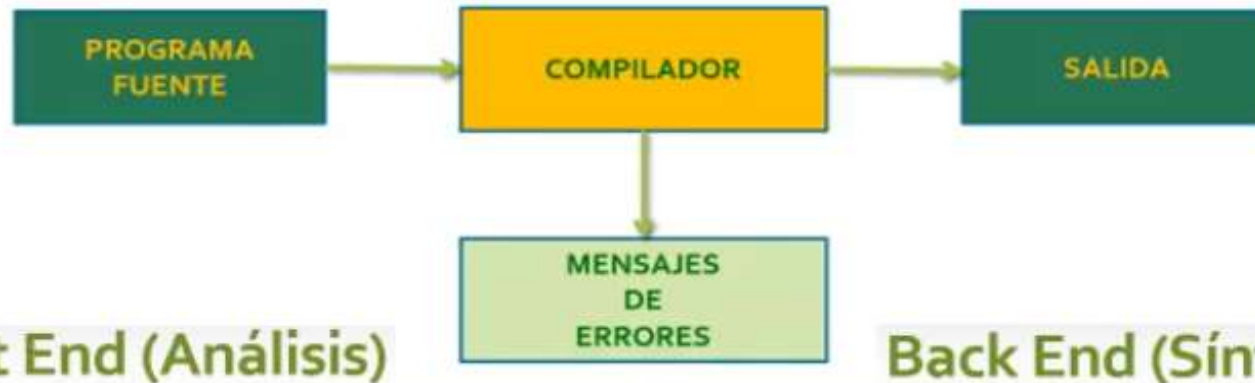 PROGRAMA
FUENTE
COMPILADOR
SALIDA
MENSAJES
DE
ERRORES
t End (Análisis)
Back End (Sín